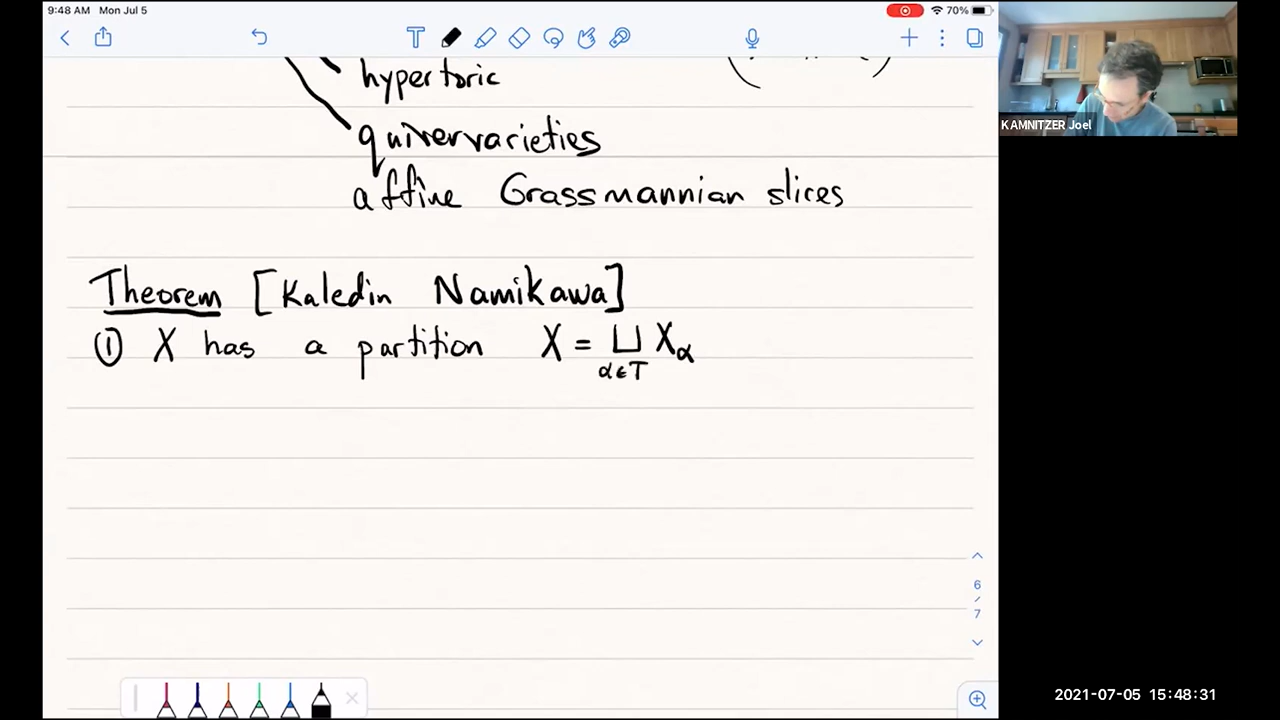 9:48 AM Mon Jul 5
70%
hypertoric
quiver varieties
affine Grassmannian slices
Theorem [Kaledin Namikawa]
① X has a partition X = ⊔ X_α
α∈T
6
7
KAMNITZER Joel
2021-07-05 15:48:31